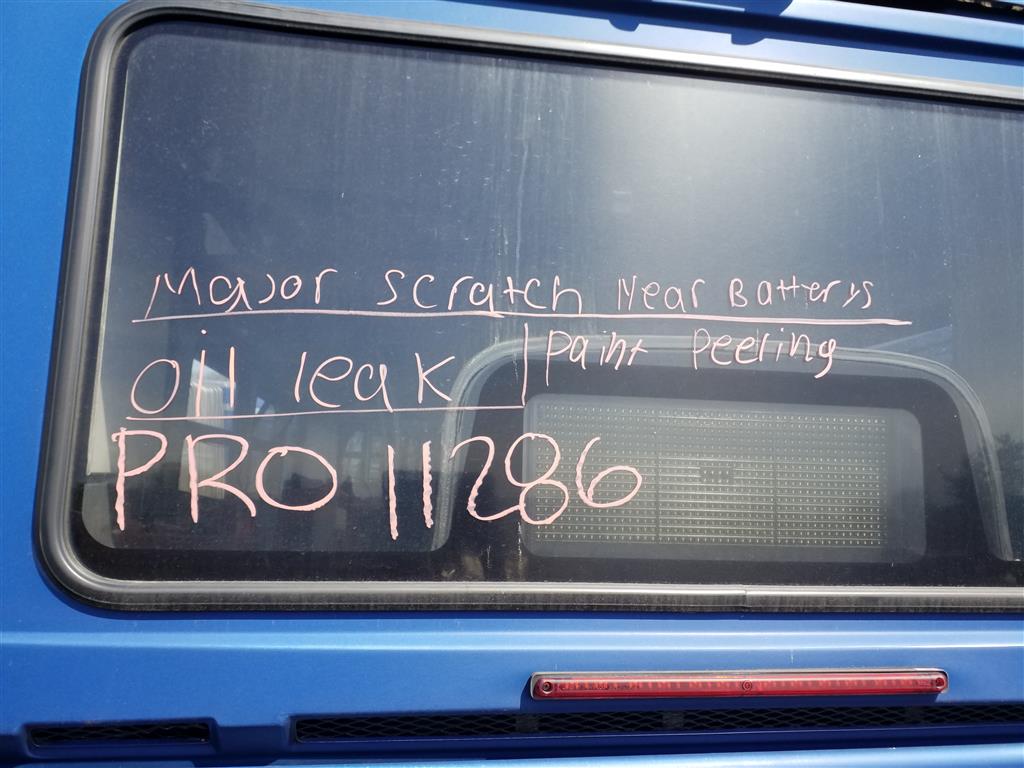 Major scratch Near Batterys
oil leak | paint peeling
PRO 11286